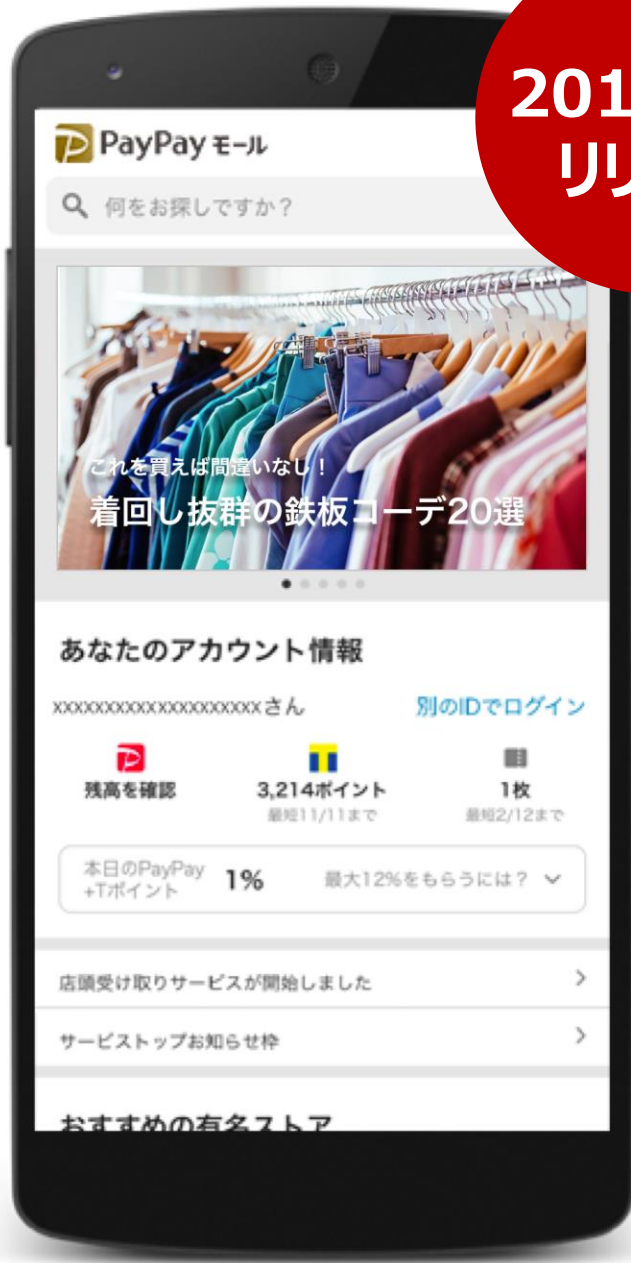 201
リリ
PayPay モール
何をお探しですか？
これを買えば間違いなし！
着回し抜群の鉄板コーデ20選
あなたのアカウント情報
xxxxxxxxxxxxxxxxxxxxさん 別のIDでログイン
残高を確認 3,214ポイント 1枚
最短11/11まで 最短2/12まで
本日のPayPay
+Tポイント 1% 最大12%をもらうには？
店頭受け取りサービスが開始しました
サービストップお知らせ枠
おすすめの有名ストア